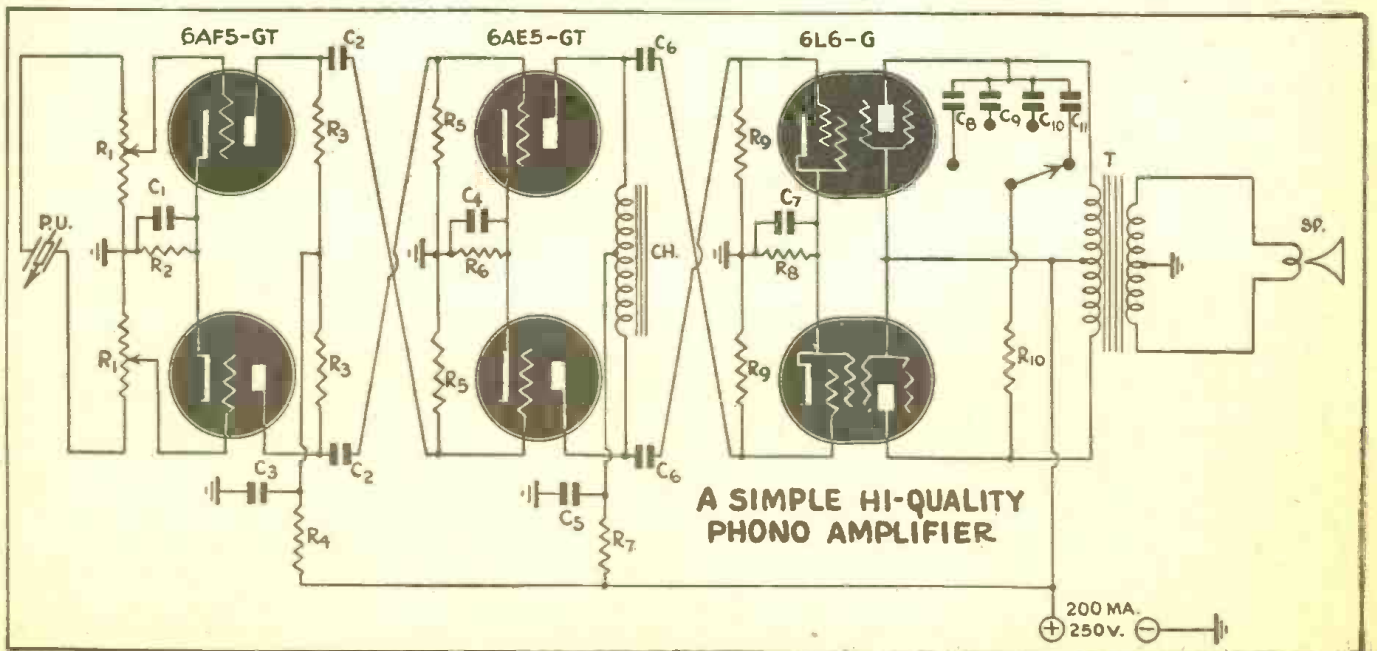 6AF5-GT
C2
6AE5-GT
C6
6L6-G
R1
C1
R2
R3
P.U.
R1
R3
C3
C2
R4
R5
C4
R6
CH.
R5
C5
R7
C6
R9
C7
R8
R9
C8
C9
C10
C11
T
R10
SP.
A SIMPLE HI-QUALITY
PHONO AMPLIFIER
200 MA.
+ 250V. −